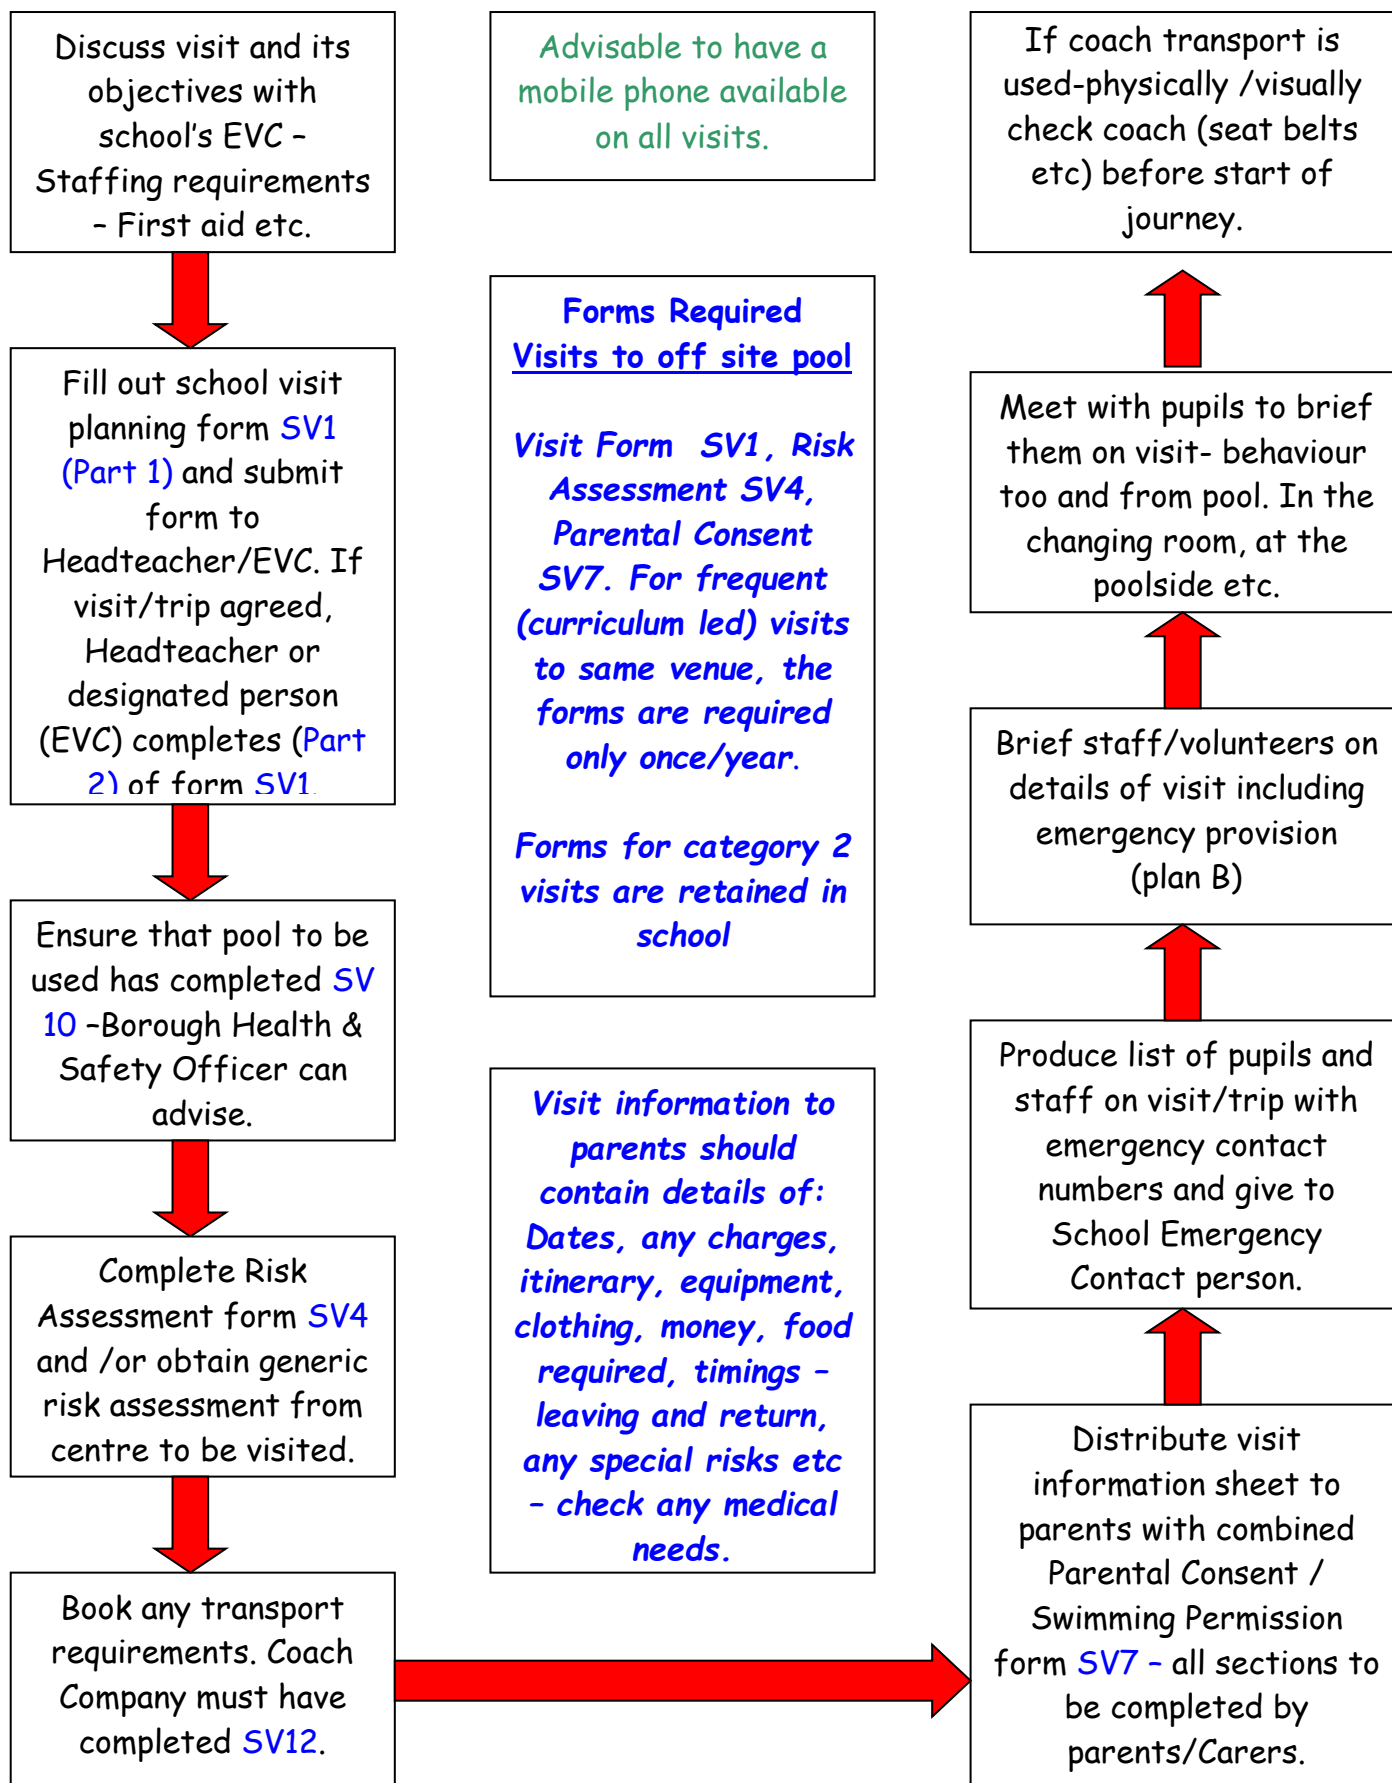 Discuss visit and its
objectives with
school's EVC –
Staffing requirements
– First aid etc.
Fill out school visit
planning form SV1
(Part 1) and submit
form to
Headteacher/EVC. If
visit/trip agreed,
Headteacher or
designated person
(EVC) completes (Part
2) of form SV1.
Ensure that pool to be
used has completed SV
10 –Borough Health &
Safety Officer can
advise.
Complete Risk
Assessment form SV4
and /or obtain generic
risk assessment from
centre to be visited.
Book any transport
requirements. Coach
Company must have
completed SV12.
Advisable to have a
mobile phone available
on all visits.
Forms Required
Visits to off site pool
Visit Form SV1, Risk
Assessment SV4,
Parental Consent
SV7. For frequent
(curriculum led) visits
to same venue, the
forms are required
only once/year.
Forms for category 2
visits are retained in
school
Visit information to
parents should
contain details of:
Dates, any charges,
itinerary, equipment,
clothing, money, food
required, timings –
leaving and return,
any special risks etc
– check any medical
needs.
Distribute visit
information sheet to
parents with combined
Parental Consent /
Swimming Permission
form SV7 – all sections to
be completed by
parents/Carers.
Produce list of pupils and
staff on visit/trip with
emergency contact
numbers and give to
School Emergency
Contact person.
Brief staff/volunteers on
details of visit including
emergency provision
(plan B)
Meet with pupils to brief
them on visit- behaviour
too and from pool. In the
changing room, at the
poolside etc.
If coach transport is
used-physically /visually
check coach (seat belts
etc) before start of
journey.